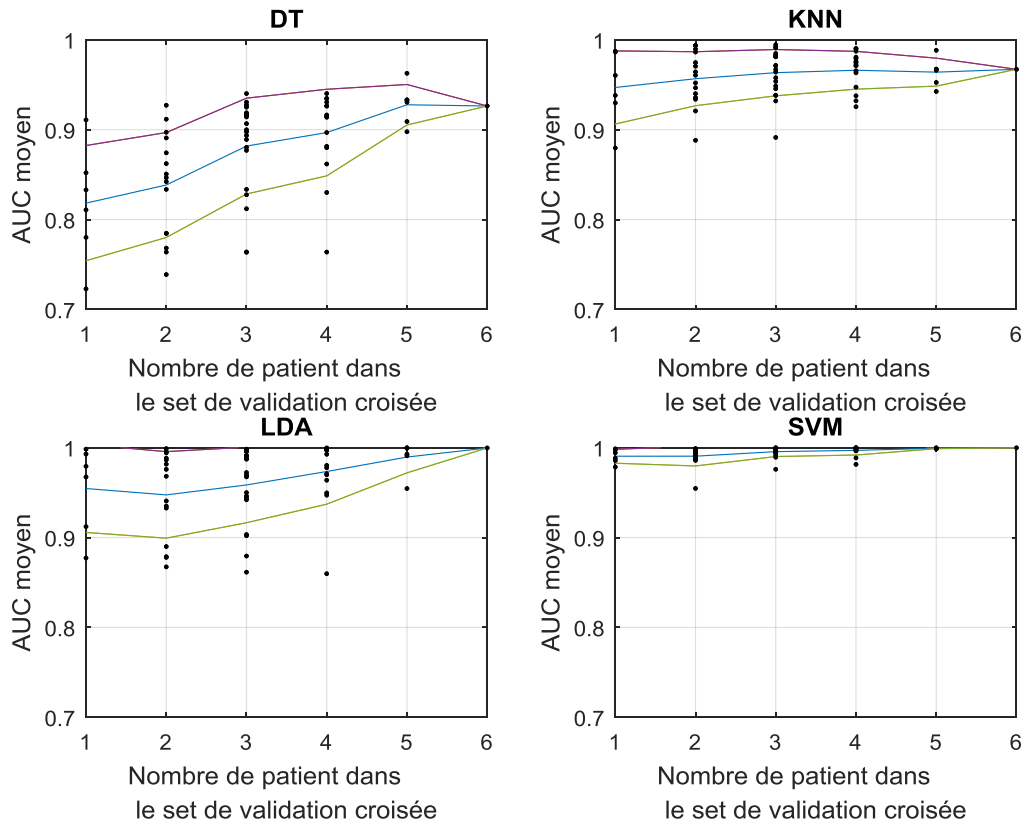 DT
1
0.9
0.8
0.7
AUC moyen
1 2 3 4 5 6
Nombre de patient dans
le set de validation croisée
KNN
1
0.9
0.8
0.7
AUC moyen
1 2 3 4 5 6
Nombre de patient dans
le set de validation croisée
LDA
1
0.9
0.8
0.7
AUC moyen
1 2 3 4 5 6
Nombre de patient dans
le set de validation croisée
SVM
1
0.9
0.8
0.7
AUC moyen
1 2 3 4 5 6
Nombre de patient dans
le set de validation croisée